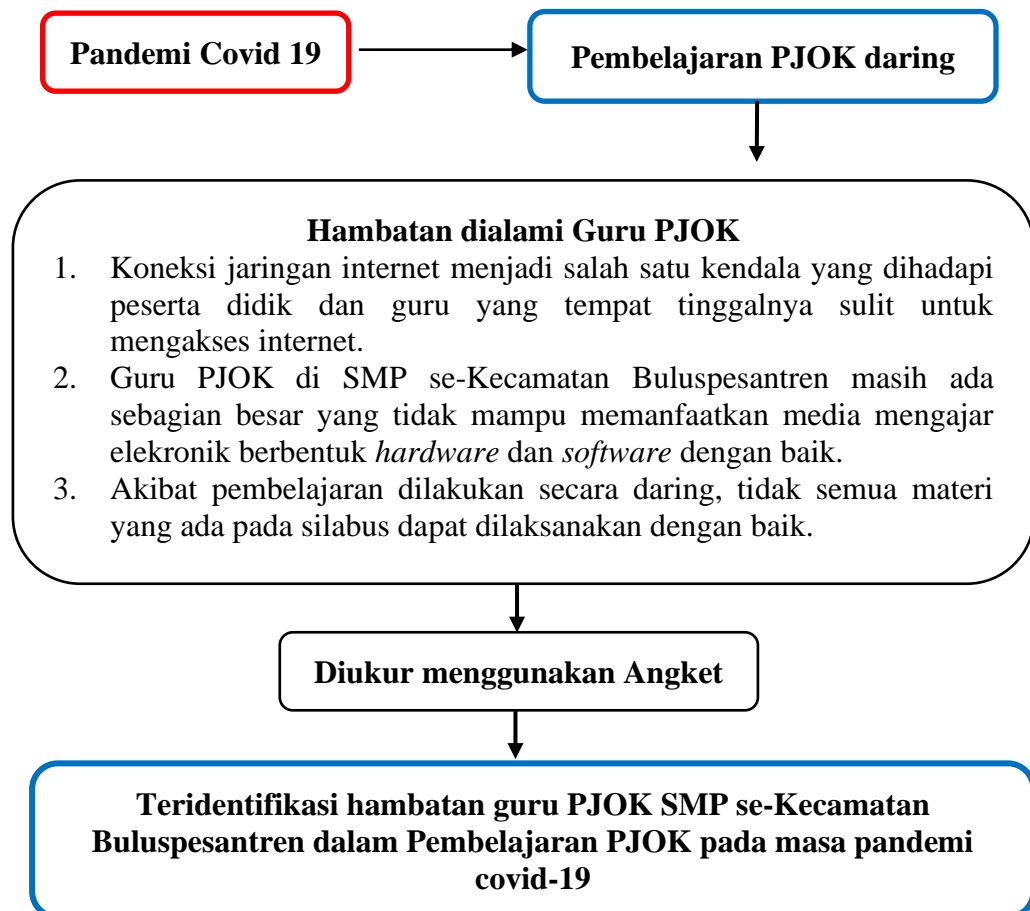 Pandemi Covid 19
Pembelajaran PJOK daring
Hambatan dialami Guru PJOK
1. Koneksi jaringan internet menjadi salah satu kendala yang dihadapi
peserta didik dan guru yang tempat tinggalnya sulit untuk
mengakses internet.
2. Guru PJOK di SMP se-Kecamatan Buluspesantren masih ada
sebagian besar yang tidak mampu memanfaatkan media mengajar
elekronik berbentuk hardware dan software dengan baik.
3. Akibat pembelajaran dilakukan secara daring, tidak semua materi
yang ada pada silabus dapat dilaksanakan dengan baik.
Diukur menggunakan Angket
Teridentifikasi hambatan guru PJOK SMP se-Kecamatan
Buluspesantren dalam Pembelajaran PJOK pada masa pandemi
covid-19